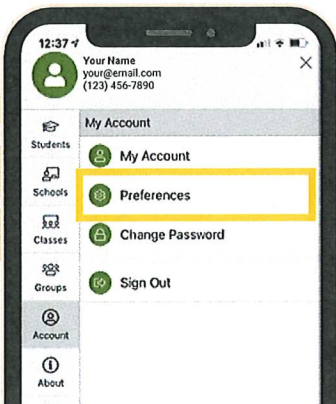 12:37
Your Name
your@email.com
(123) 456-7890
My Account
Students
My Account
Schools
Preferences
Classes
Change Password
Groups
Sign Out
Account
About